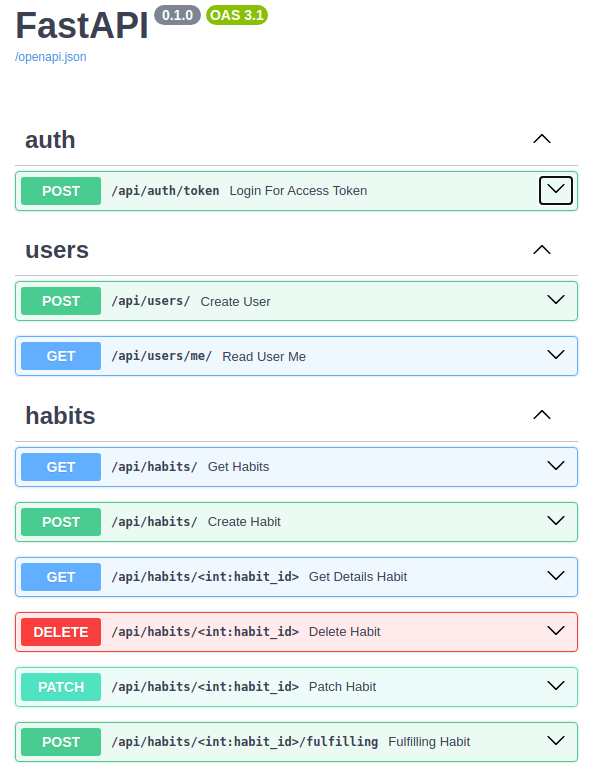 FastAPI 0.1.0 OAS 3.1
/openapi.json
auth
POST /api/auth/token Login For Access Token
users
POST /api/users/ Create User
GET /api/users/me/ Read User Me
habits
GET /api/habits/ Get Habits
POST /api/habits/ Create Habit
GET /api/habits/<int:habit_id> Get Details Habit
DELETE /api/habits/<int:habit_id> Delete Habit
PATCH /api/habits/<int:habit_id> Patch Habit
POST /api/habits/<int:habit_id>/fulfilling Fulfilling Habit